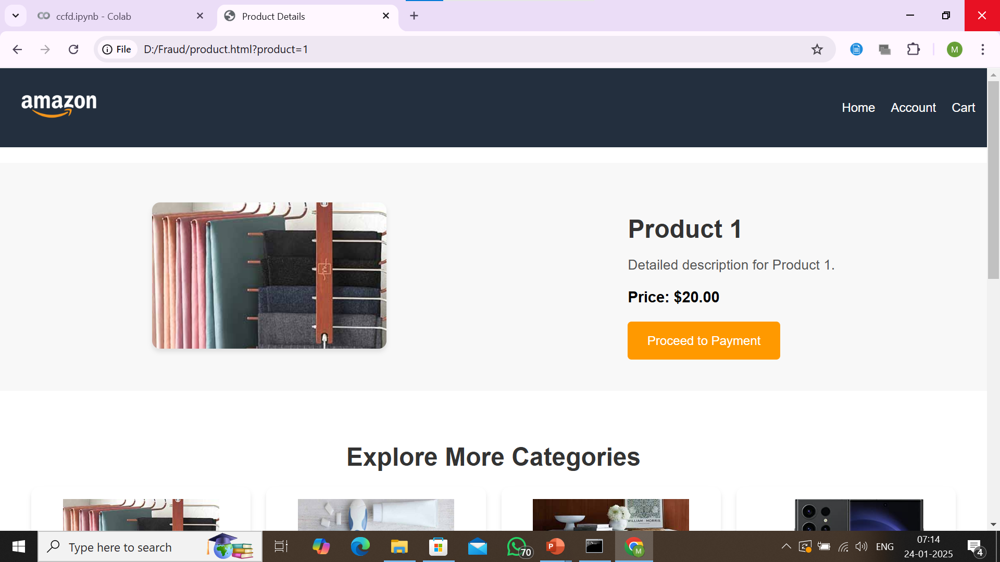 ccfd.ipynb - Colab
Product Details
File
D:/Fraud/product.html?product=1
M
amazon
Home
Account
Cart
Product 1
Detailed description for Product 1.
Price: $20.00
Proceed to Payment
Explore More Categories
WILLIAM MORRIS
Type here to search
70
P
M
ENG
07:14
24-01-2025
4